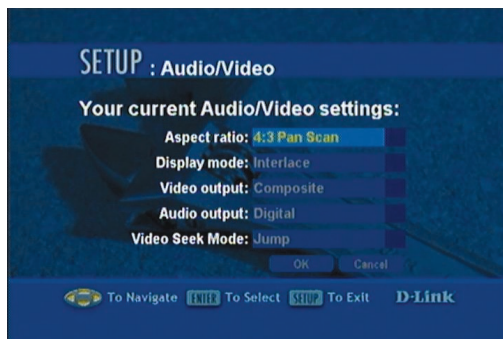 SETUP : Audio/Video
Your current Audio/Video settings:
Aspect ratio: 4:3 Pan Scan
Display mode: Interlace
Video output: Composite
Audio output: Digital
Video Seek Mode: Jump
OK Cancel
To Navigate ENTER To Select SETUP To Exit D-Link